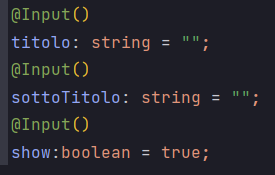 @Input()
titolo: string = "";
@Input()
sottoTitolo: string = "";
@Input()
show:boolean = true;